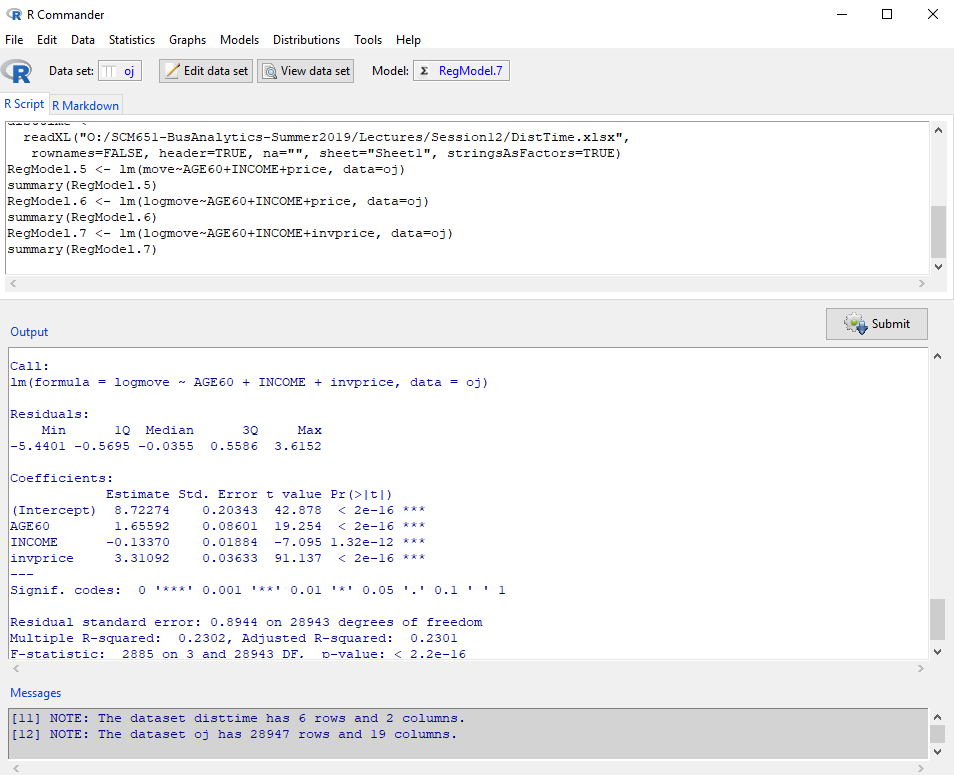 R Commander
File Edit Data Statistics Graphs Models Distributions Tools Help
R Data set: oj Edit data set View data set Model: Σ RegModel.7
R Script R Markdown
readXL("O:/SCM651-BusAnalytics-Summer2019/Lectures/Session12/DistTime.xlsx",
rownames=FALSE, header=TRUE, na="", sheet="Sheet1", stringsAsFactors=TRUE)
RegModel.5 <- lm(move~AGE60+INCOME+price, data=oj)
summary(RegModel.5)
RegModel.6 <- lm(logmove~AGE60+INCOME+price, data=oj)
summary(RegModel.6)
RegModel.7 <- lm(logmove~AGE60+INCOME+invprice, data=oj)
summary(RegModel.7)
Submit
Output
Call:
lm(formula = logmove ~ AGE60 + INCOME + invprice, data = oj)
Residuals:
Min 1Q Median 3Q Max
-5.4401 -0.5695 -0.0355 0.5586 3.6152
Coefficients:
Estimate Std. Error t value Pr(>|t|)
(Intercept) 8.72274 0.20343 42.878 < 2e-16 ***
AGE60 1.65592 0.08601 19.254 < 2e-16 ***
INCOME -0.13370 0.01884 -7.095 1.32e-12 ***
invprice 3.31092 0.03633 91.137 < 2e-16 ***
---
Signif. codes: 0 '***' 0.001 '**' 0.01 '*' 0.05 '.' 0.1 ' ' 1
Residual standard error: 0.8944 on 28943 degrees of freedom
Multiple R-squared: 0.2302, Adjusted R-squared: 0.2301
F-statistic: 2885 on 3 and 28943 DF, p-value: < 2.2e-16
Messages
[11] NOTE: The dataset disttime has 6 rows and 2 columns.
[12] NOTE: The dataset oj has 28947 rows and 19 columns.